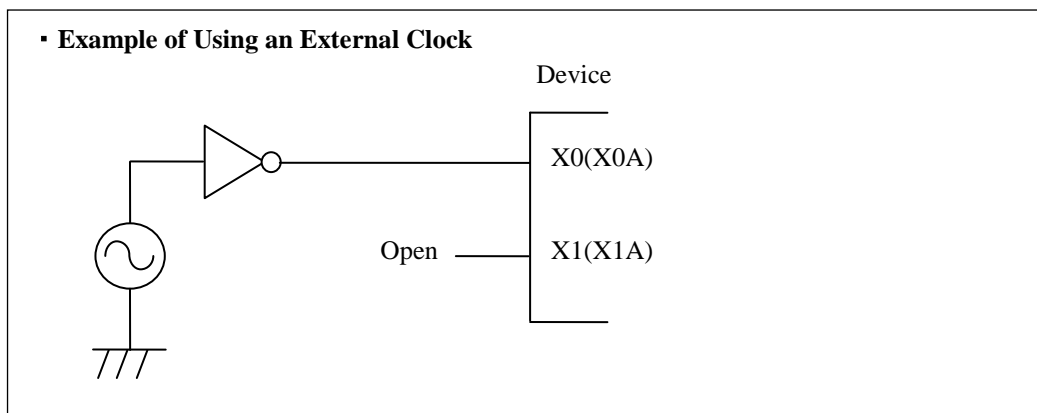 ▪ Example of Using an External Clock
Device
X0(X0A)
Open X1(X1A)